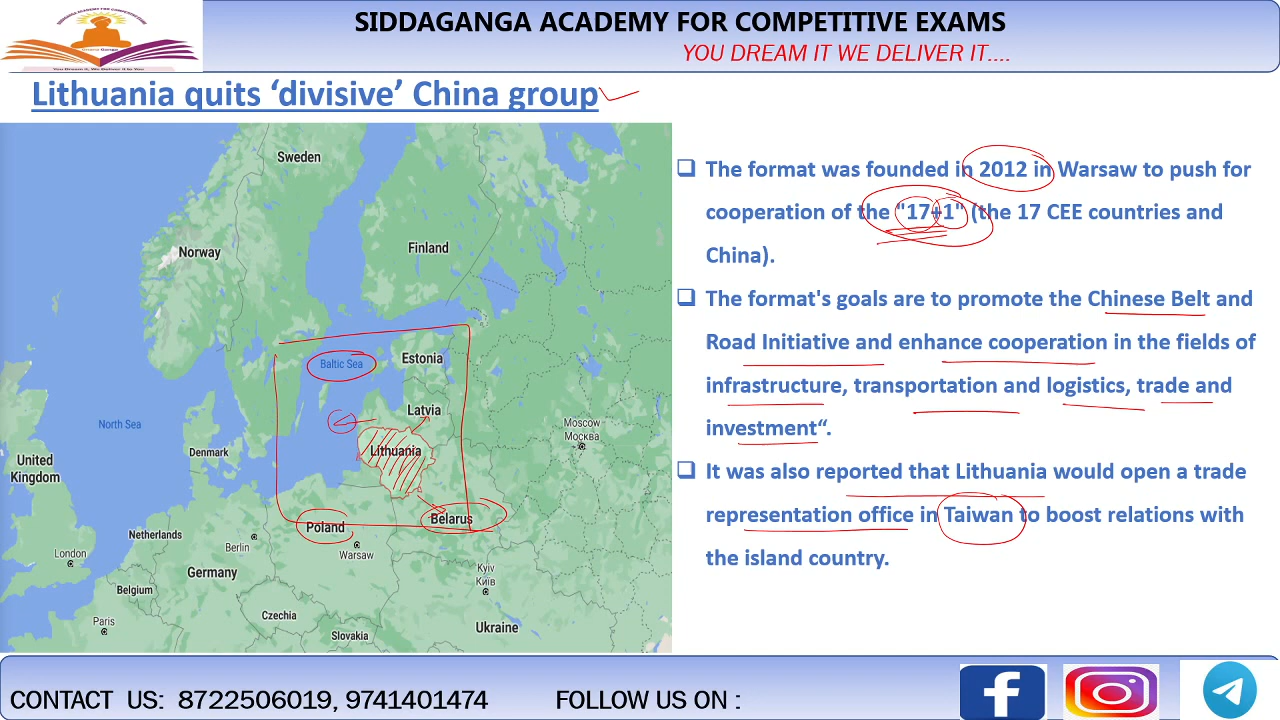 SIDDAGANGA ACADEMY FOR COMPETITIVE EXAMS
YOU DREAM IT WE DELIVER IT....
Lithuania quits ‘divisive’ China group
The format was founded in 2012 in Warsaw to push for
cooperation of the "17+1" (the 17 CEE countries and
China).
The format's goals are to promote the Chinese Belt and
Road Initiative and enhance cooperation in the fields of
infrastructure, transportation and logistics, trade and
investment“.
It was also reported that Lithuania would open a trade
representation office in Taiwan to boost relations with
the island country.
Sweden
Finland
Norway
Baltic Sea
Estonia
Latvia
North Sea
Moscow
Москва
Denmark
Lithuania
United
Kingdom
Belarus
Poland
Netherlands
Berlin
Warsaw
London
Germany
Kyiv
Київ
Belgium
Czechia
Paris
Slovakia
Ukraine
CONTACT US: 8722506019, 9741401474
FOLLOW US ON :